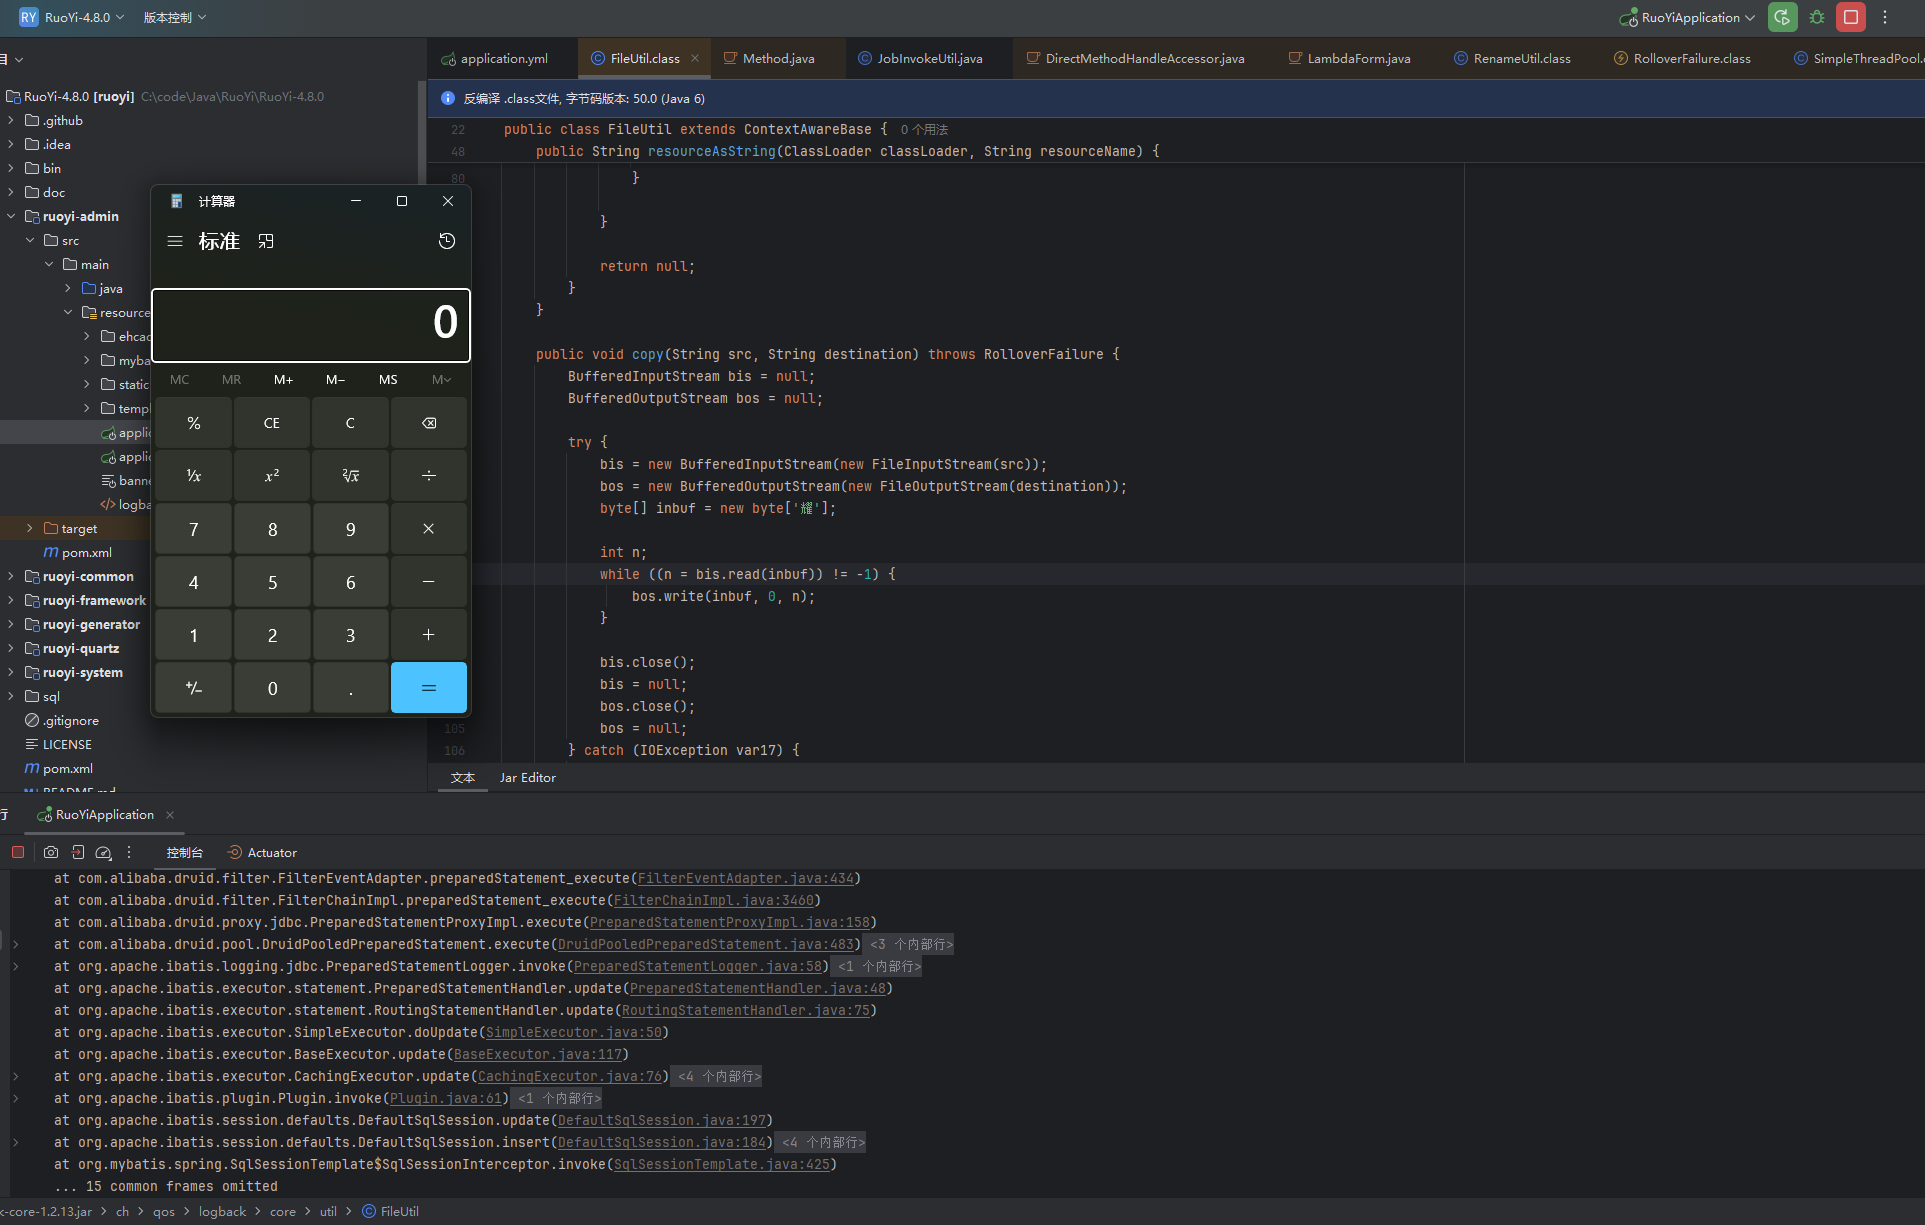 RY RuoYi-4.8.0 版本控制 RuoYiApplication
application.yml FileUtil.class Method.java JobInvokeUtil.java DirectMethodHandleAccessor.java LambdaForm.java RenameUtil.class RolloverFailure.class SimpleThreadPool.c
目
反编译 .class文件, 字节码版本: 50.0 (Java 6)
RuoYi-4.8.0 [ruoyi] C:\code\Java\RuoYi\RuoYi-4.8.0
.github
.idea
bin
doc
ruoyi-admin
src
main
java
resource
ehcac
myba
static
templ
applic
applic
banne
logba
target
pom.xml
ruoyi-common
ruoyi-framework
ruoyi-generator
ruoyi-quartz
ruoyi-system
sql
.gitignore
LICENSE
pom.xml
README.md
计算器
标准
0
MC MR M+ M− MS M
% CE C
¹⁄x x² ²√x ÷
7 8 9 ×
4 5 6 −
1 2 3 +
+/− 0 . =
22 public class FileUtil extends ContextAwareBase { 0 个用法
48 public String resourceAsString(ClassLoader classLoader, String resourceName) {
80 }
}
return null;
}
}
public void copy(String src, String destination) throws RolloverFailure {
BufferedInputStream bis = null;
BufferedOutputStream bos = null;
try {
bis = new BufferedInputStream(new FileInputStream(src));
bos = new BufferedOutputStream(new FileOutputStream(destination));
byte[] inbuf = new byte['耀'];
int n;
while ((n = bis.read(inbuf)) != -1) {
bos.write(inbuf, 0, n);
}
bis.close();
bis = null;
bos.close();
105 bos = null;
106 } catch (IOException var17) {
文本 Jar Editor
行 RuoYiApplication
控制台 Actuator
at com.alibaba.druid.filter.FilterEventAdapter.preparedStatement_execute(FilterEventAdapter.java:434)
at com.alibaba.druid.filter.FilterChainImpl.preparedStatement_execute(FilterChainImpl.java:3460)
at com.alibaba.druid.proxy.jdbc.PreparedStatementProxyImpl.execute(PreparedStatementProxyImpl.java:158)
at com.alibaba.druid.pool.DruidPooledPreparedStatement.execute(DruidPooledPreparedStatement.java:483) <3 个内部行>
at org.apache.ibatis.logging.jdbc.PreparedStatementLogger.invoke(PreparedStatementLogger.java:58) <1 个内部行>
at org.apache.ibatis.executor.statement.PreparedStatementHandler.update(PreparedStatementHandler.java:48)
at org.apache.ibatis.executor.statement.RoutingStatementHandler.update(RoutingStatementHandler.java:75)
at org.apache.ibatis.executor.SimpleExecutor.doUpdate(SimpleExecutor.java:50)
at org.apache.ibatis.executor.BaseExecutor.update(BaseExecutor.java:117)
at org.apache.ibatis.executor.CachingExecutor.update(CachingExecutor.java:76) <4 个内部行>
at org.apache.ibatis.plugin.Plugin.invoke(Plugin.java:61) <1 个内部行>
at org.apache.ibatis.session.defaults.DefaultSqlSession.update(DefaultSqlSession.java:197)
at org.apache.ibatis.session.defaults.DefaultSqlSession.insert(DefaultSqlSession.java:184) <4 个内部行>
at org.mybatis.spring.SqlSessionTemplate$SqlSessionInterceptor.invoke(SqlSessionTemplate.java:425)
... 15 common frames omitted
k-core-1.2.13.jar > ch > qos > logback > core > util > FileUtil